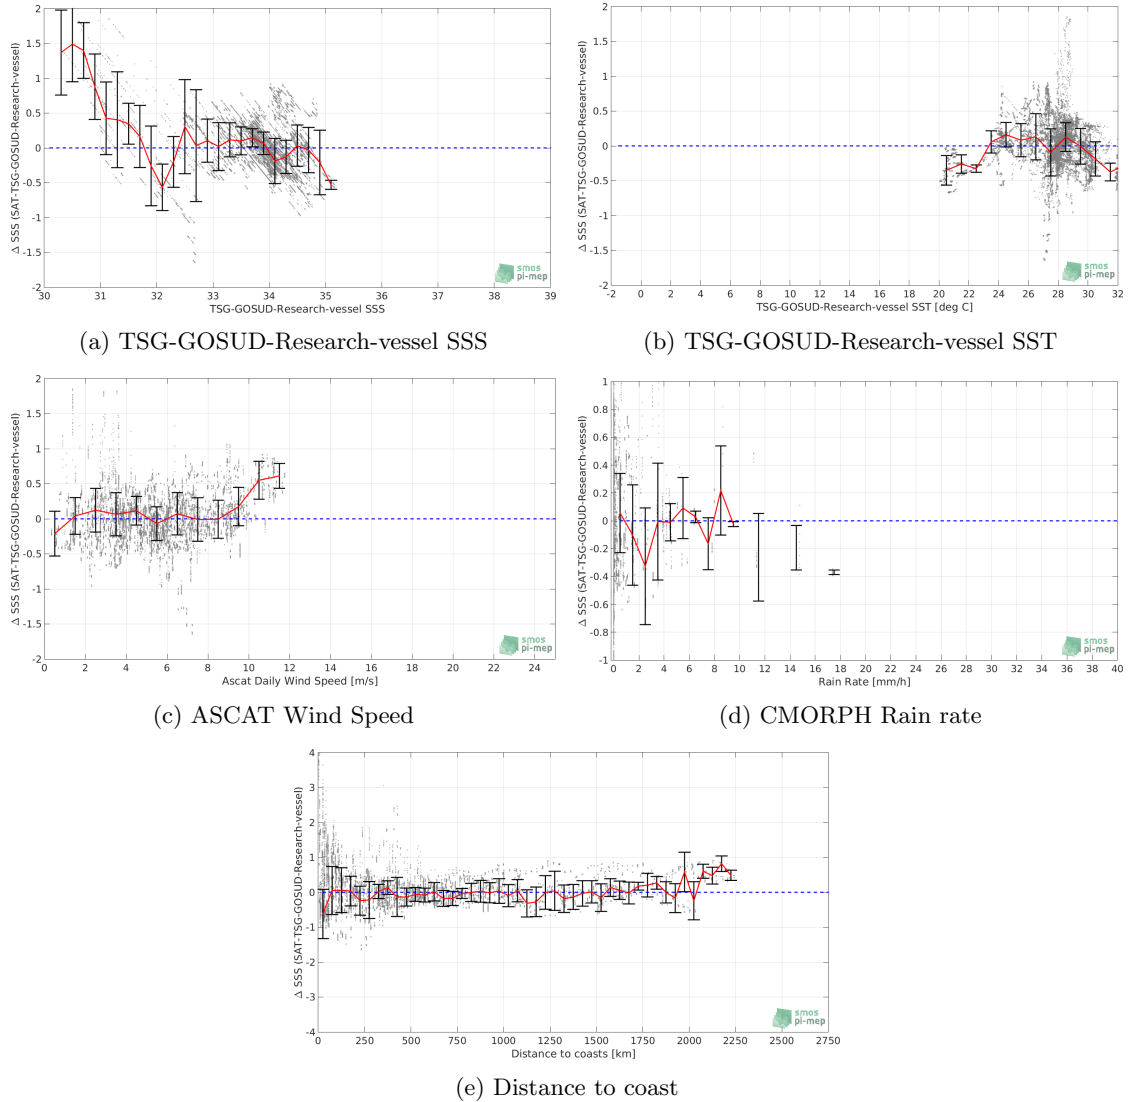 2
1.5
1
0.5
0
-0.5
-1
-1.5
-2
Δ SSS (SAT-TSG-GOSUD-Research-vessel)
30 31 32 33 34 35 36 37 38 39
TSG-GOSUD-Research-vessel SSS
smos
pi-mep
(a) TSG-GOSUD-Research-vessel SSS
2
1.5
1
0.5
0
-0.5
-1
-1.5
-2
Δ SSS (SAT-TSG-GOSUD-Research-vessel)
-2 0 2 4 6 8 10 12 14 16 18 20 22 24 26 28 30 32
TSG-GOSUD-Research-vessel SST [deg C]
smos
pi-mep
(b) TSG-GOSUD-Research-vessel SST
2
1.5
1
0.5
0
-0.5
-1
-1.5
-2
Δ SSS (SAT-TSG-GOSUD-Research-vessel)
0 2 4 6 8 10 12 14 16 18 20 22 24
Ascat Daily Wind Speed [m/s]
smos
pi-mep
(c) ASCAT Wind Speed
1
0.8
0.6
0.4
0.2
0
-0.2
-0.4
-0.6
-0.8
-1
Δ SSS (SAT-TSG-GOSUD-Research-vessel)
0 2 4 6 8 10 12 14 16 18 20 22 24 26 28 30 32 34 36 38 40
Rain Rate [mm/h]
smos
pi-mep
(d) CMORPH Rain rate
4
3
2
1
0
-1
-2
-3
-4
Δ SSS (SAT-TSG-GOSUD-Research-vessel)
0 250 500 750 1000 1250 1500 1750 2000 2250 2500 2750
Distance to coasts [km]
smos
pi-mep
(e) Distance to coast